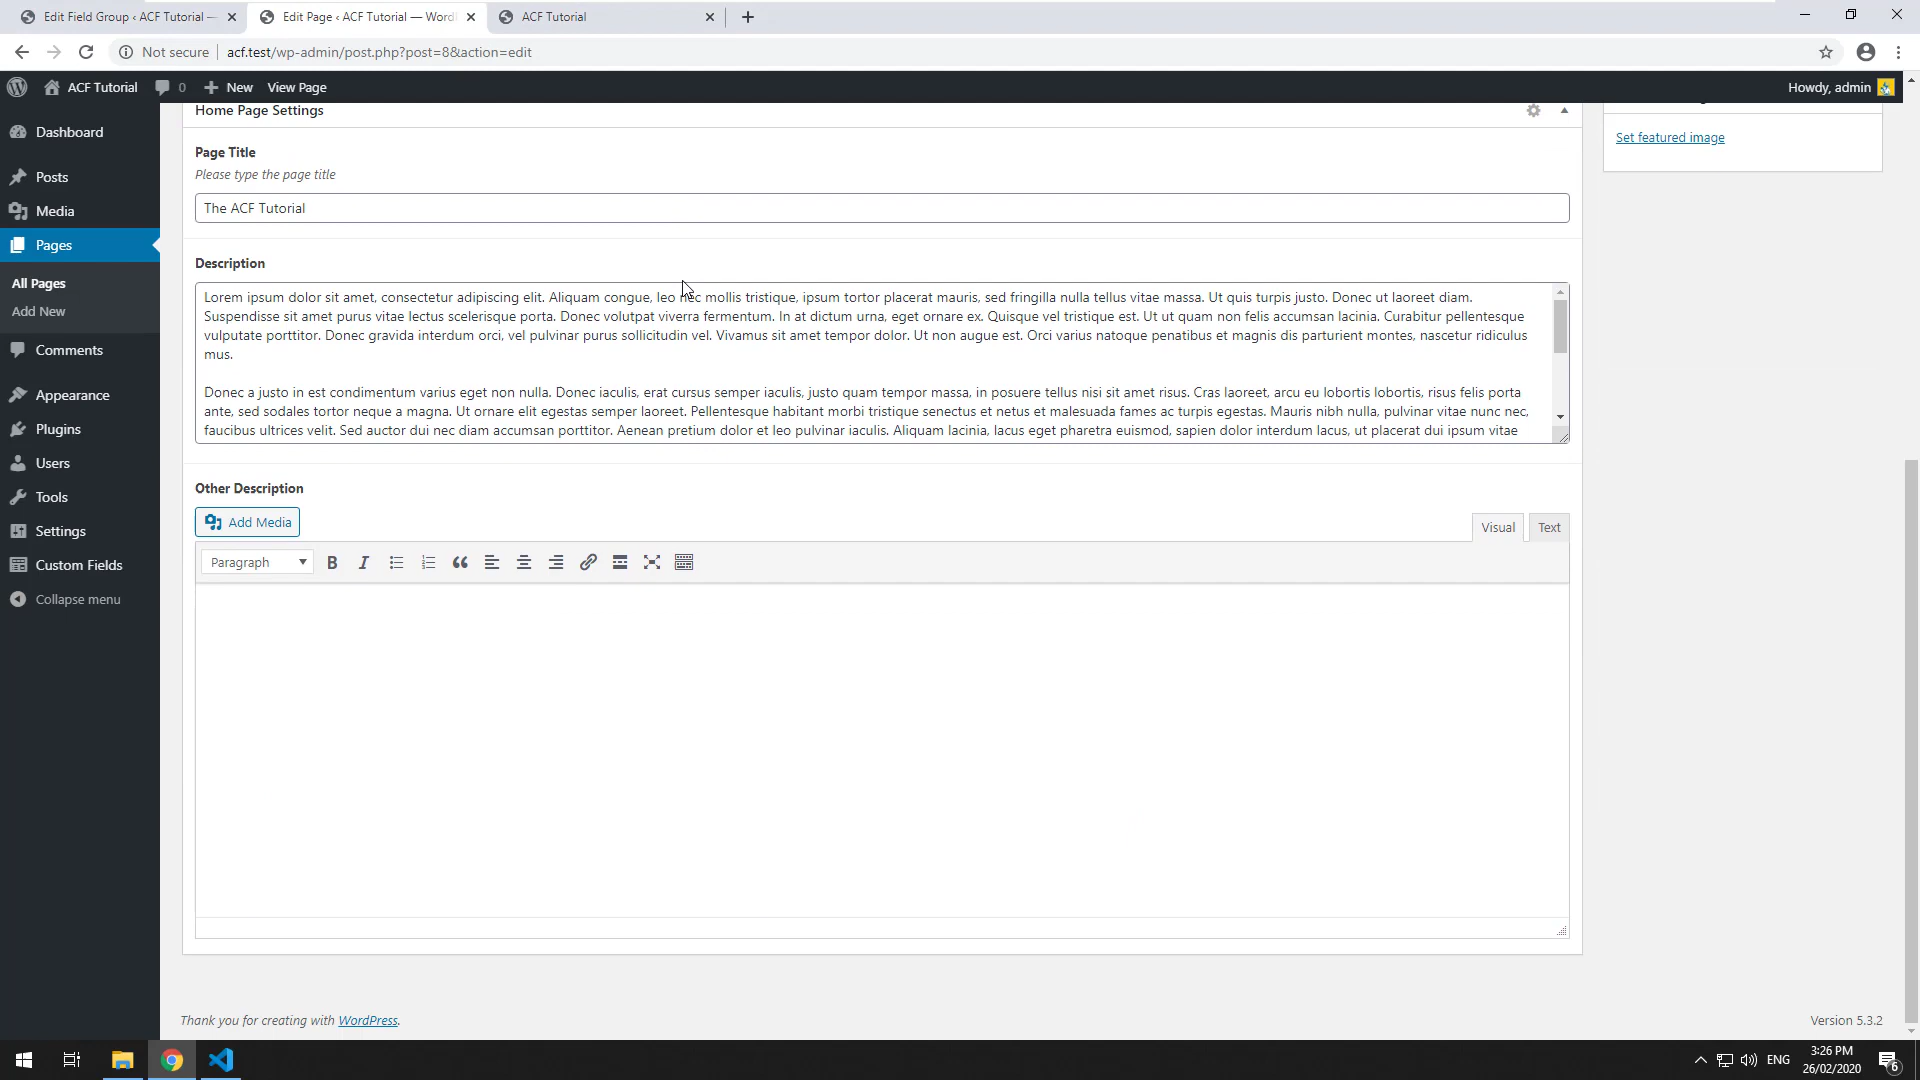 Edit Field Group ‹ ACF Tutorial —
Edit Page ‹ ACF Tutorial — Word
ACF Tutorial
Not secure
acf.test/wp-admin/post.php?post=8&action=edit
ACF Tutorial
0
New
View Page
Howdy, admin
Dashboard
Posts
Media
Pages
All Pages
Add New
Comments
Appearance
Plugins
Users
Tools
Settings
Custom Fields
Collapse menu
Home Page Settings
Set featured image
Page Title
Please type the page title
The ACF Tutorial
Description
Lorem ipsum dolor sit amet, consectetur adipiscing elit. Aliquam congue, leo nec mollis tristique, ipsum tortor placerat mauris, sed fringilla nulla tellus vitae massa. Ut quis turpis justo. Donec ut laoreet diam.
Suspendisse sit amet purus vitae lectus scelerisque porta. Donec volutpat viverra fermentum. In at dictum urna, eget ornare ex. Quisque vel tristique est. Ut ut quam non felis accumsan lacinia. Curabitur pellentesque
vulputate porttitor. Donec gravida interdum orci, vel pulvinar purus sollicitudin vel. Vivamus sit amet tempor dolor. Ut non augue est. Orci varius natoque penatibus et magnis dis parturient montes, nascetur ridiculus
mus.
Donec a justo in est condimentum varius eget non nulla. Donec iaculis, erat cursus semper iaculis, justo quam tempor massa, in posuere tellus nisi sit amet risus. Cras laoreet, arcu eu lobortis lobortis, risus felis porta
ante, sed sodales tortor neque a magna. Ut ornare elit egestas semper laoreet. Pellentesque habitant morbi tristique senectus et netus et malesuada fames ac turpis egestas. Mauris nibh nulla, pulvinar vitae nunc nec,
faucibus ultrices velit. Sed auctor dui nec diam accumsan porttitor. Aenean pretium dolor et leo pulvinar iaculis. Aliquam lacinia, lacus eget pharetra euismod, sapien dolor interdum lacus, ut placerat dui ipsum vitae
Other Description
Add Media
Visual
Text
Paragraph
B
I
Thank you for creating with WordPress.
Version 5.3.2
ENG
3:26 PM
26/02/2020
6